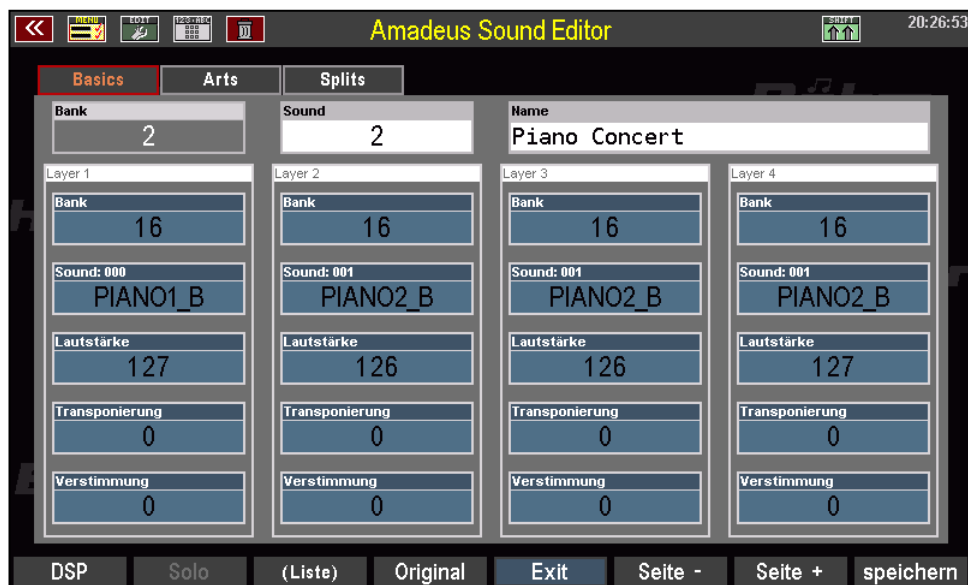 MENU EDIT 123-ABC Amadeus Sound Editor SHIFT 20:26:53
Basics Arts Splits
Bank Sound Name
2 2 Piano Concert
Layer 1 Layer 2 Layer 3 Layer 4
Bank Bank Bank Bank
16 16 16 16
Sound: 000 Sound: 001 Sound: 001 Sound: 001
PIANO1_B PIANO2_B PIANO2_B PIANO2_B
Lautstärke Lautstärke Lautstärke Lautstärke
127 126 126 127
Transponierung Transponierung Transponierung Transponierung
0 0 0 0
Verstimmung Verstimmung Verstimmung Verstimmung
0 0 0 0
DSP Solo (Liste) Original Exit Seite - Seite + speichern